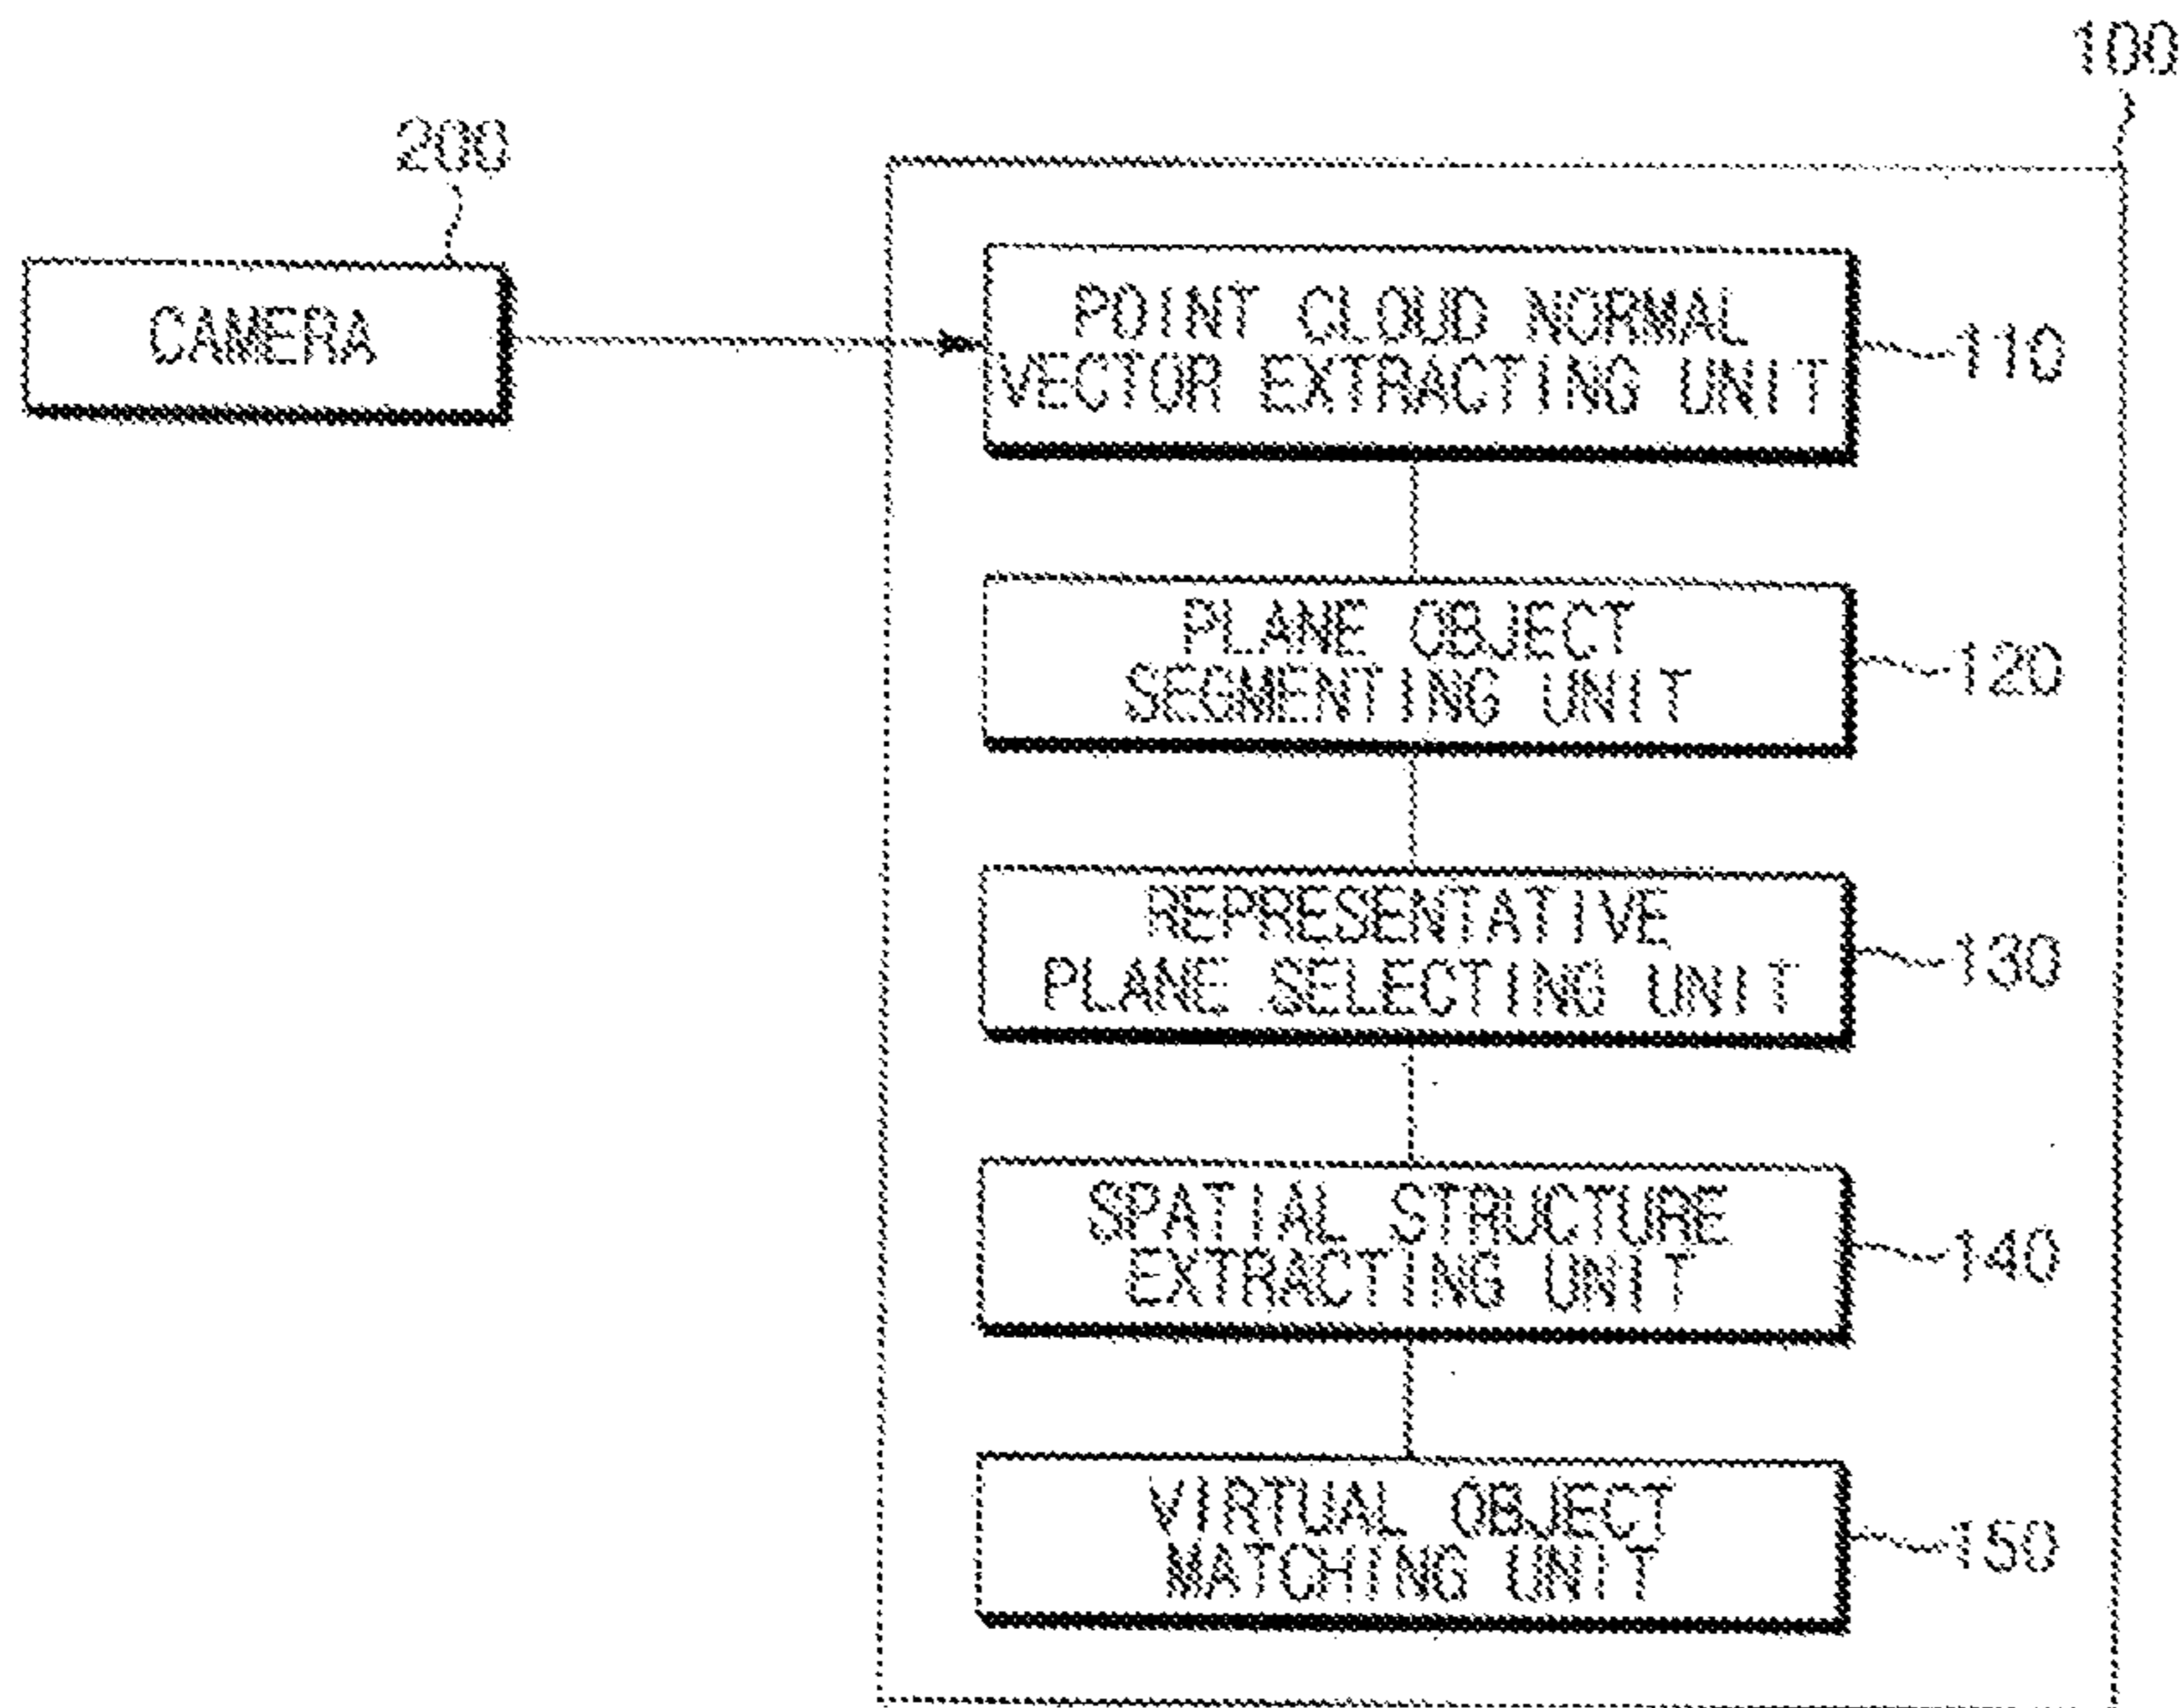 100
200
CAMERA
POINT CLOUD NORMAL
VECTOR EXTRACTING UNIT
110
PLANE OBJECT
SEGMENTING UNIT
120
REPRESENTATIVE
PLANE SELECTING UNIT
130
SPATIAL STRUCTURE
EXTRACTING UNIT
140
VIRTUAL OBJECT
MATCHING UNIT
150